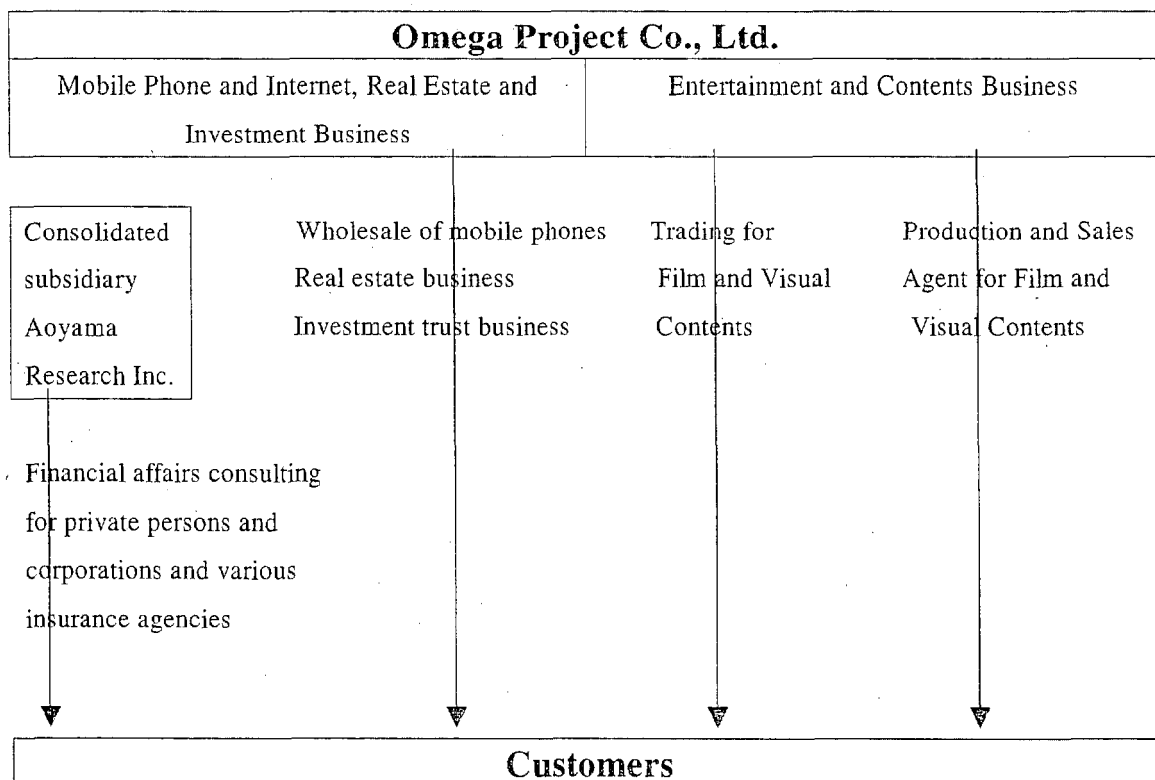 Omega Project Co., Ltd.
Mobile Phone and Internet, Real Estate and
Investment Business
Entertainment and Contents Business
Consolidated
subsidiary
Aoyama
Research Inc.
Wholesale of mobile phones
Real estate business
Investment trust business
Trading for
Film and Visual
Contents
Production and Sales
Agent for Film and
Visual Contents
Financial affairs consulting
for private persons and
corporations and various
insurance agencies
Customers